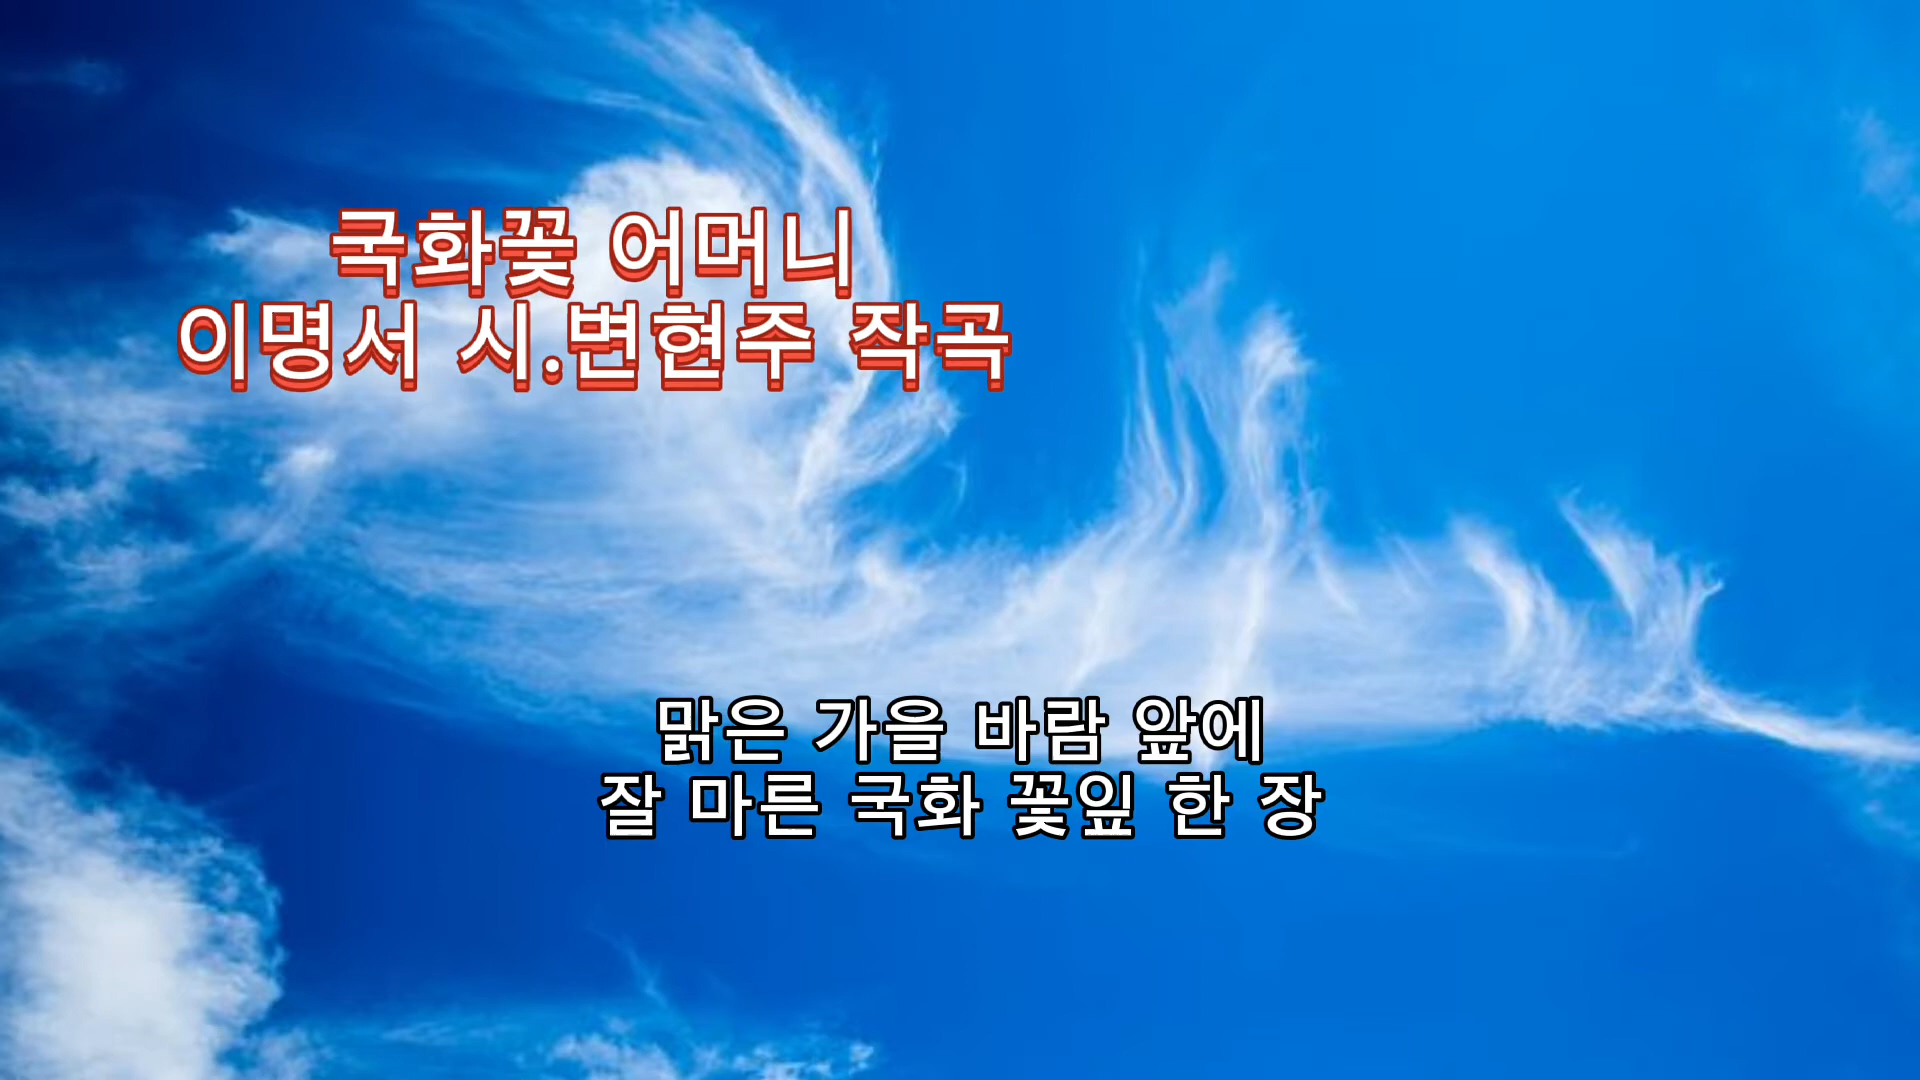 국화꽃 어머니
이명서 시.변현주 작곡
맑은 가을 바람 앞에
잘 마른 국화 꽃잎 한 장